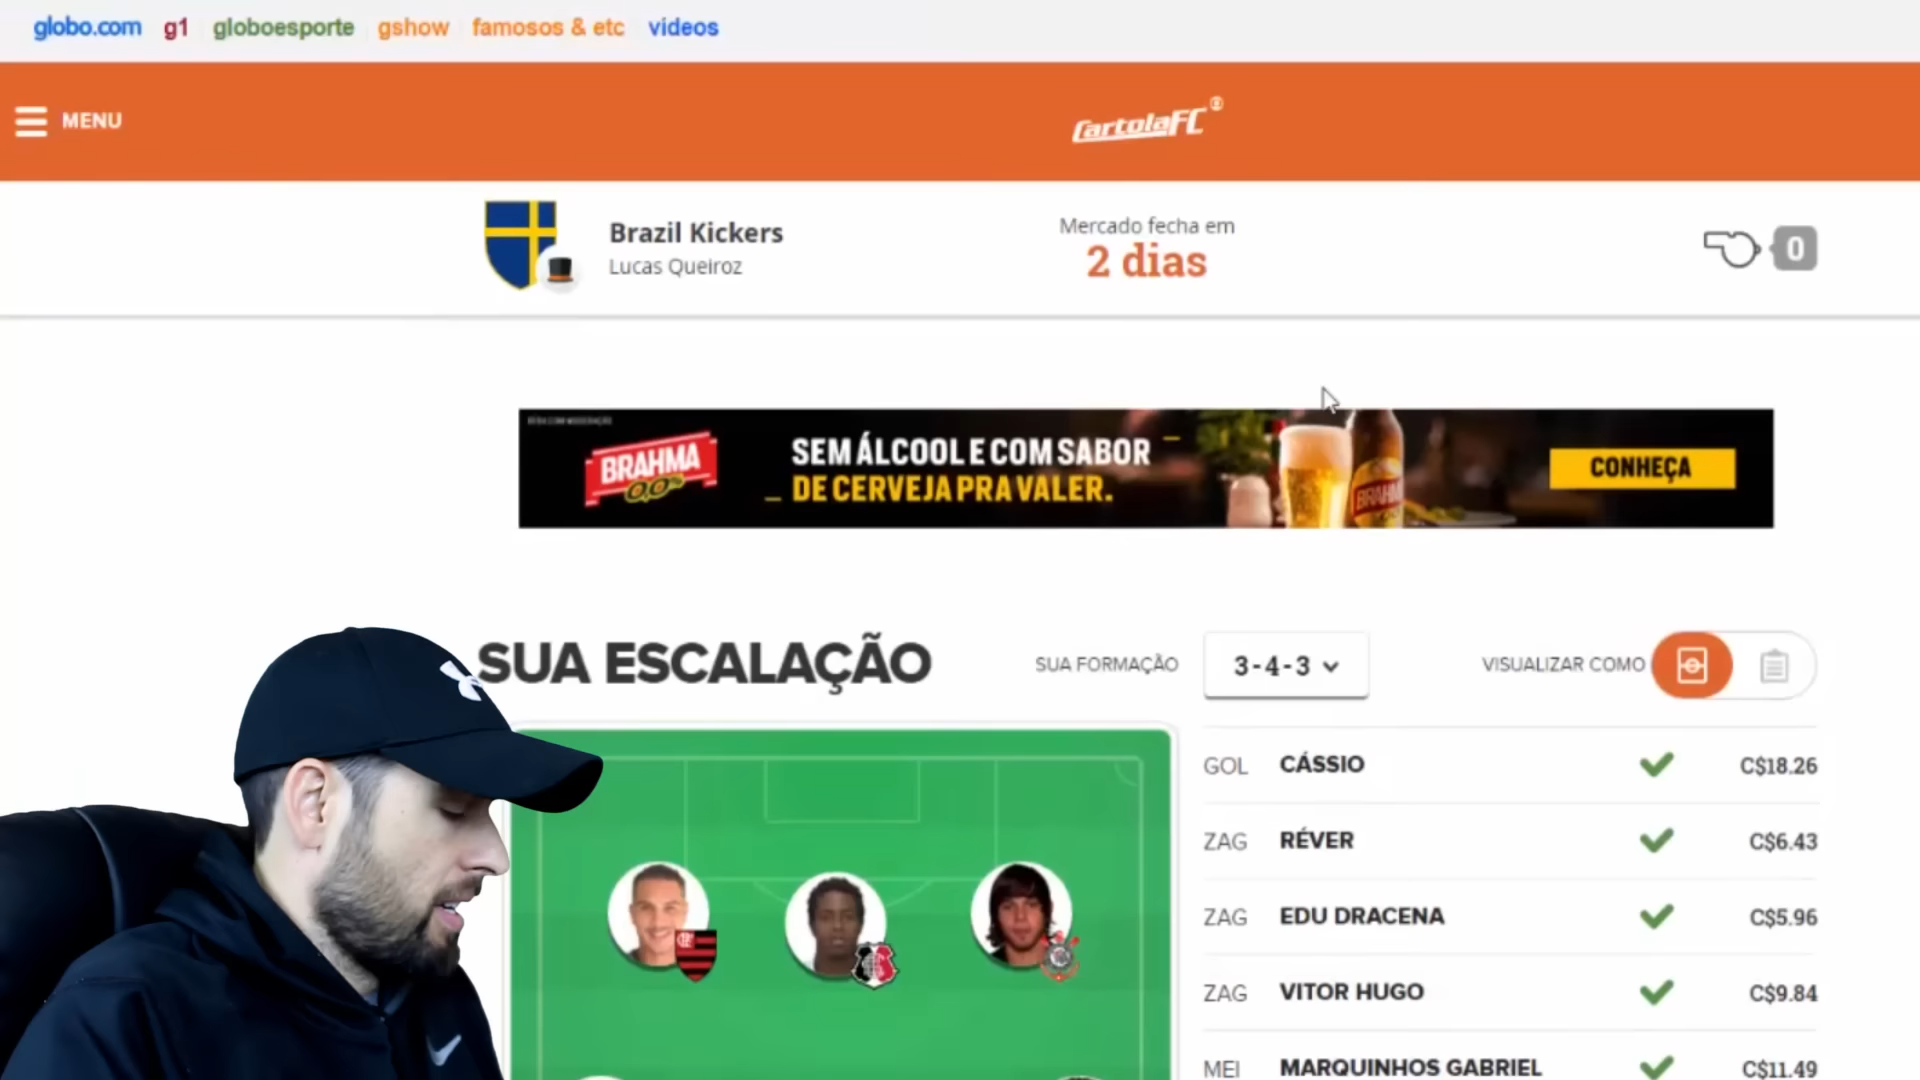 globo.com g1 globoesporte gshow famosos & etc vídeos
MENU
CartolaFC
Brazil Kickers
Lucas Queiroz
Mercado fecha em
2 dias
0
BRAHMA
0,0%
SEM ÁLCOOL E COM SABOR
DE CERVEJA PRA VALER.
BRAHMA
CONHEÇA
SUA ESCALAÇÃO
SUA FORMAÇÃO
3-4-3
VISUALIZAR COMO
GOL CÁSSIO C$18.26
ZAG RÉVER C$6.43
ZAG EDU DRACENA C$5.96
ZAG VITOR HUGO C$9.84
MEI MARQUINHOS GABRIEL C$11.49